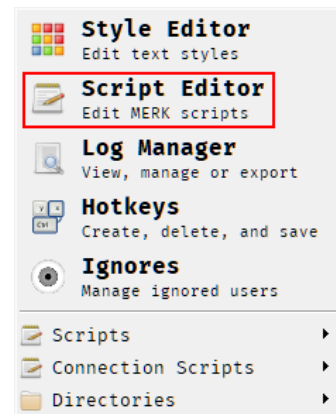 Style Editor
Edit text styles
Script Editor
Edit MERK scripts
Log Manager
View, manage or export
Hotkeys
Create, delete, and save
Ignores
Manage ignored users
Scripts
Connection Scripts
Directories